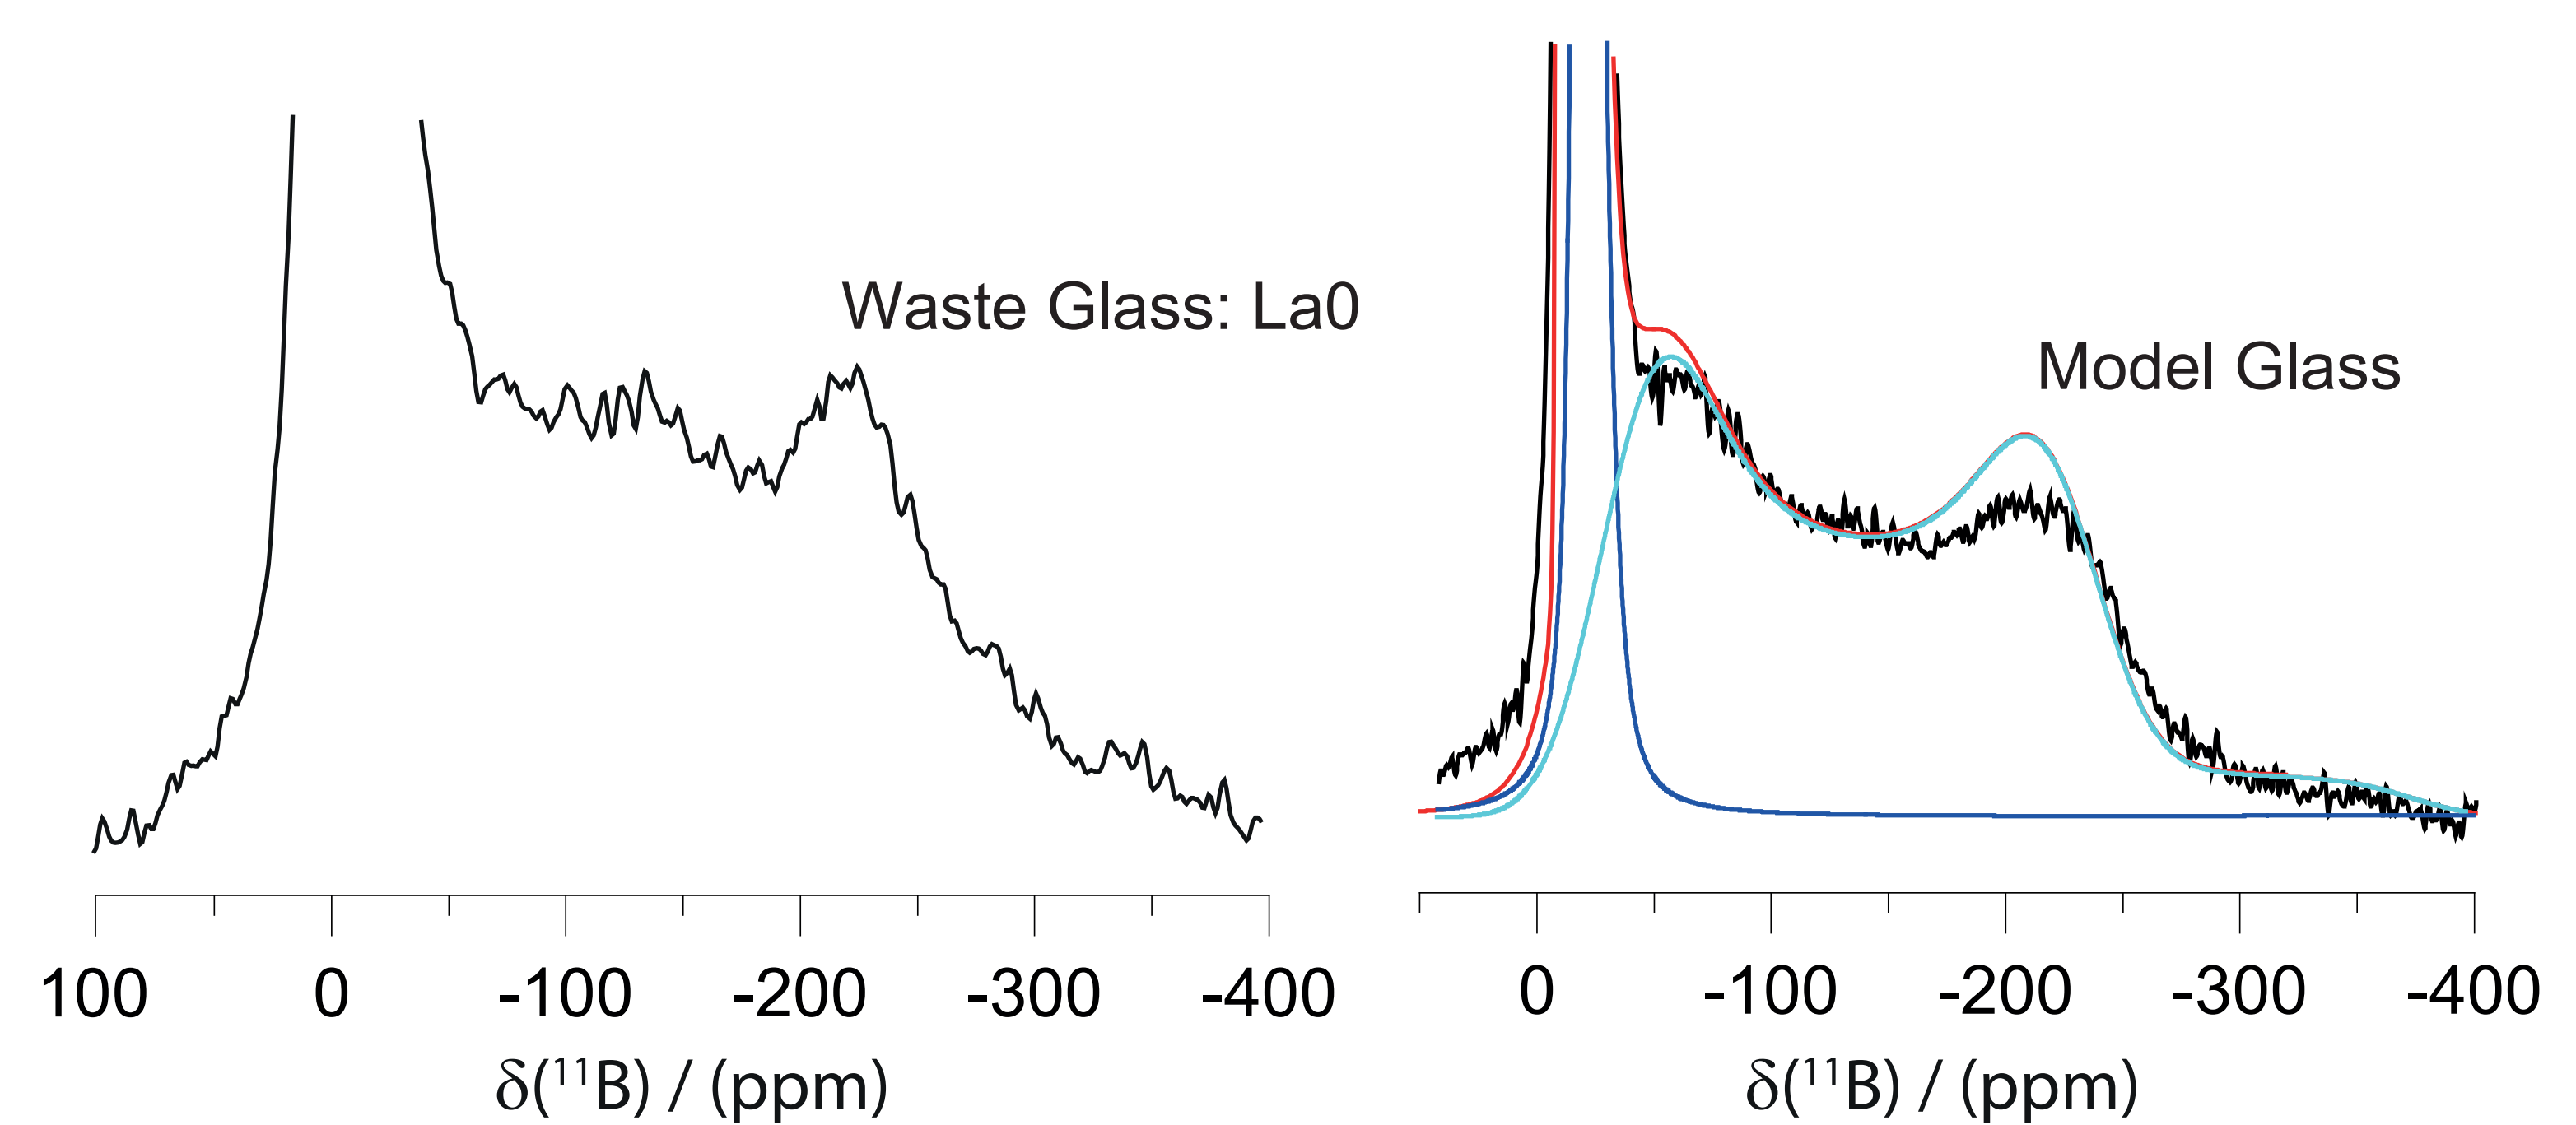 Waste Glass: La0
100 0 -100 -200 -300 -400
δ(¹¹B) / (ppm)
Model Glass
0 -100 -200 -300 -400
δ(¹¹B) / (ppm)